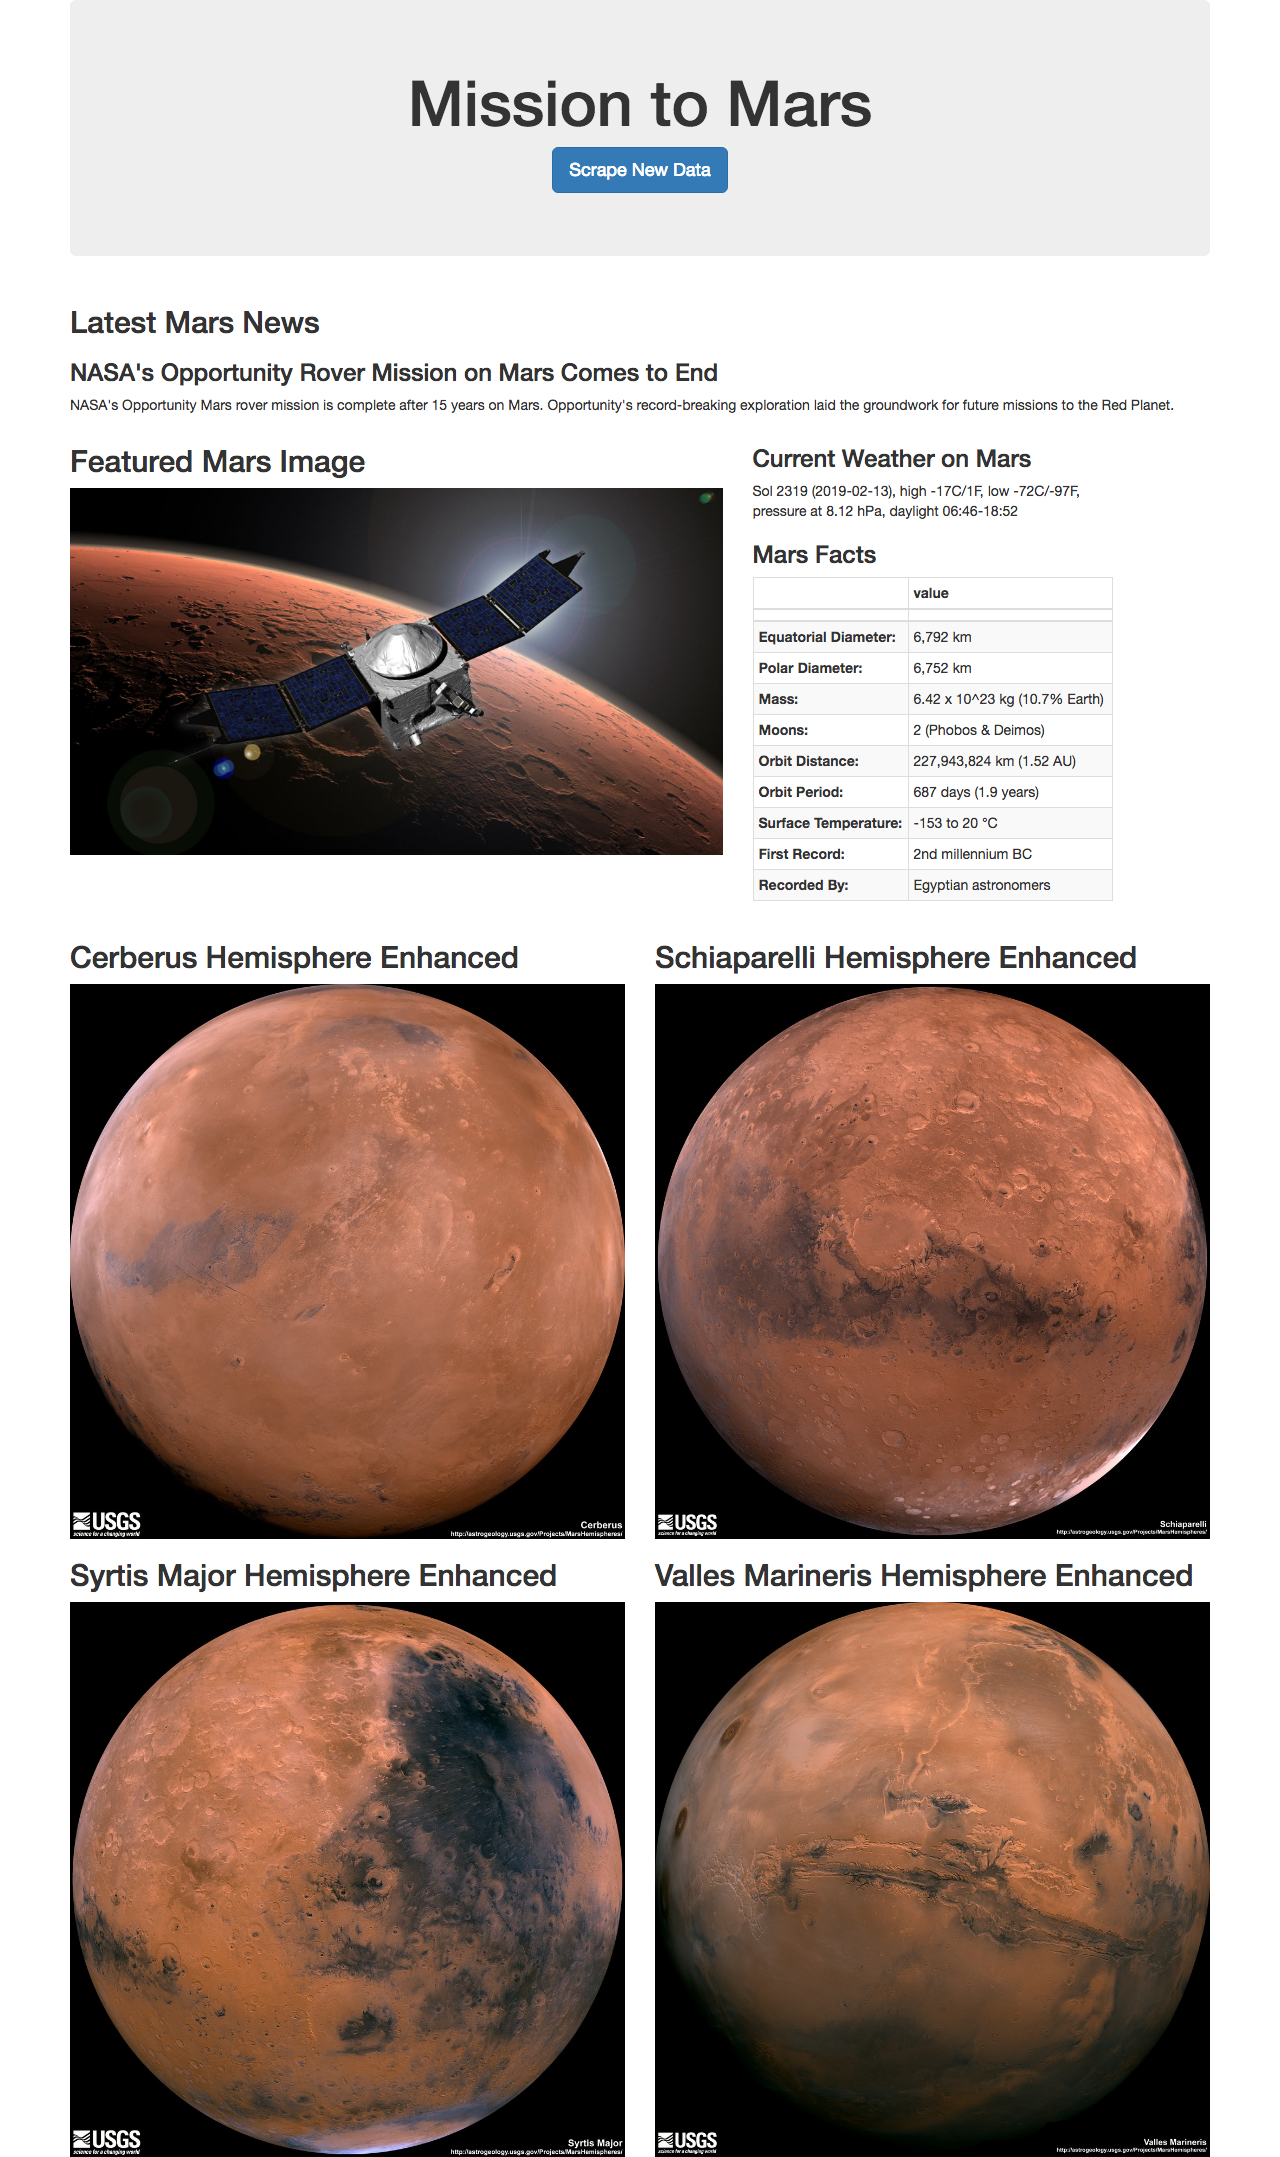 Mission to Mars
Scrape New Data
Latest Mars News
NASA's Opportunity Rover Mission on Mars Comes to End
NASA's Opportunity Mars rover mission is complete after 15 years on Mars. Opportunity's record-breaking exploration laid the groundwork for future missions to the Red Planet.
Featured Mars Image
Current Weather on Mars
Sol 2319 (2019-02-13), high -17C/1F, low -72C/-97F,
pressure at 8.12 hPa, daylight 06:46-18:52
Mars Facts
value
Equatorial Diameter: 6,792 km
Polar Diameter: 6,752 km
Mass: 6.42 x 10^23 kg (10.7% Earth)
Moons: 2 (Phobos & Deimos)
Orbit Distance: 227,943,824 km (1.52 AU)
Orbit Period: 687 days (1.9 years)
Surface Temperature: -153 to 20 °C
First Record: 2nd millennium BC
Recorded By: Egyptian astronomers
Cerberus Hemisphere Enhanced
USGS
science for a changing world
Cerberus
http://astrogeology.usgs.gov/Projects/MarsHemispheres/
Schiaparelli Hemisphere Enhanced
USGS
science for a changing world
Schiaparelli
http://astrogeology.usgs.gov/Projects/MarsHemispheres/
Syrtis Major Hemisphere Enhanced
USGS
science for a changing world
Syrtis Major
http://astrogeology.usgs.gov/Projects/MarsHemispheres/
Valles Marineris Hemisphere Enhanced
USGS
science for a changing world
Valles Marineris
http://astrogeology.usgs.gov/Projects/MarsHemispheres/